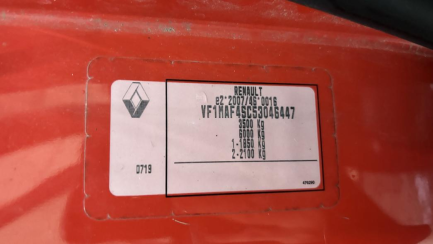 RENAULT
e2*2007/46*0016
VF1MAF4SC53046447
3500 Kg
6000 Kg
1-1850 Kg
2-2100 Kg
0719